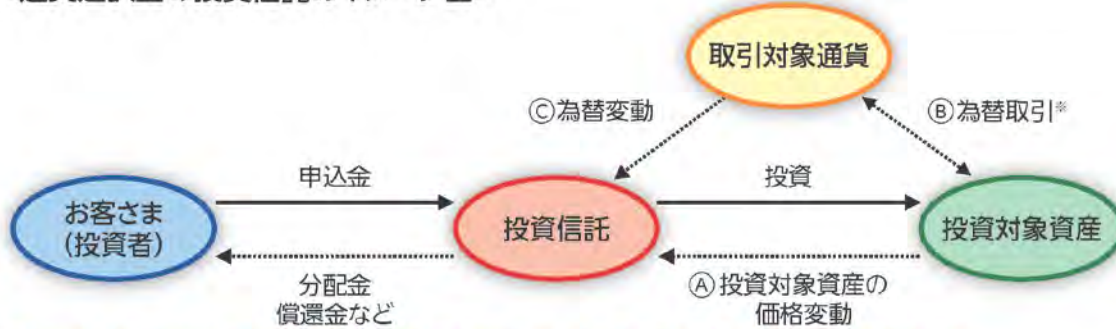 取引対象通貨
Ⓒ為替変動
Ⓑ為替取引※
申込金
投資
お客さま
(投資者)
投資信託
投資対象資産
分配金
償還金など
Ⓐ投資対象資産の
価格変動